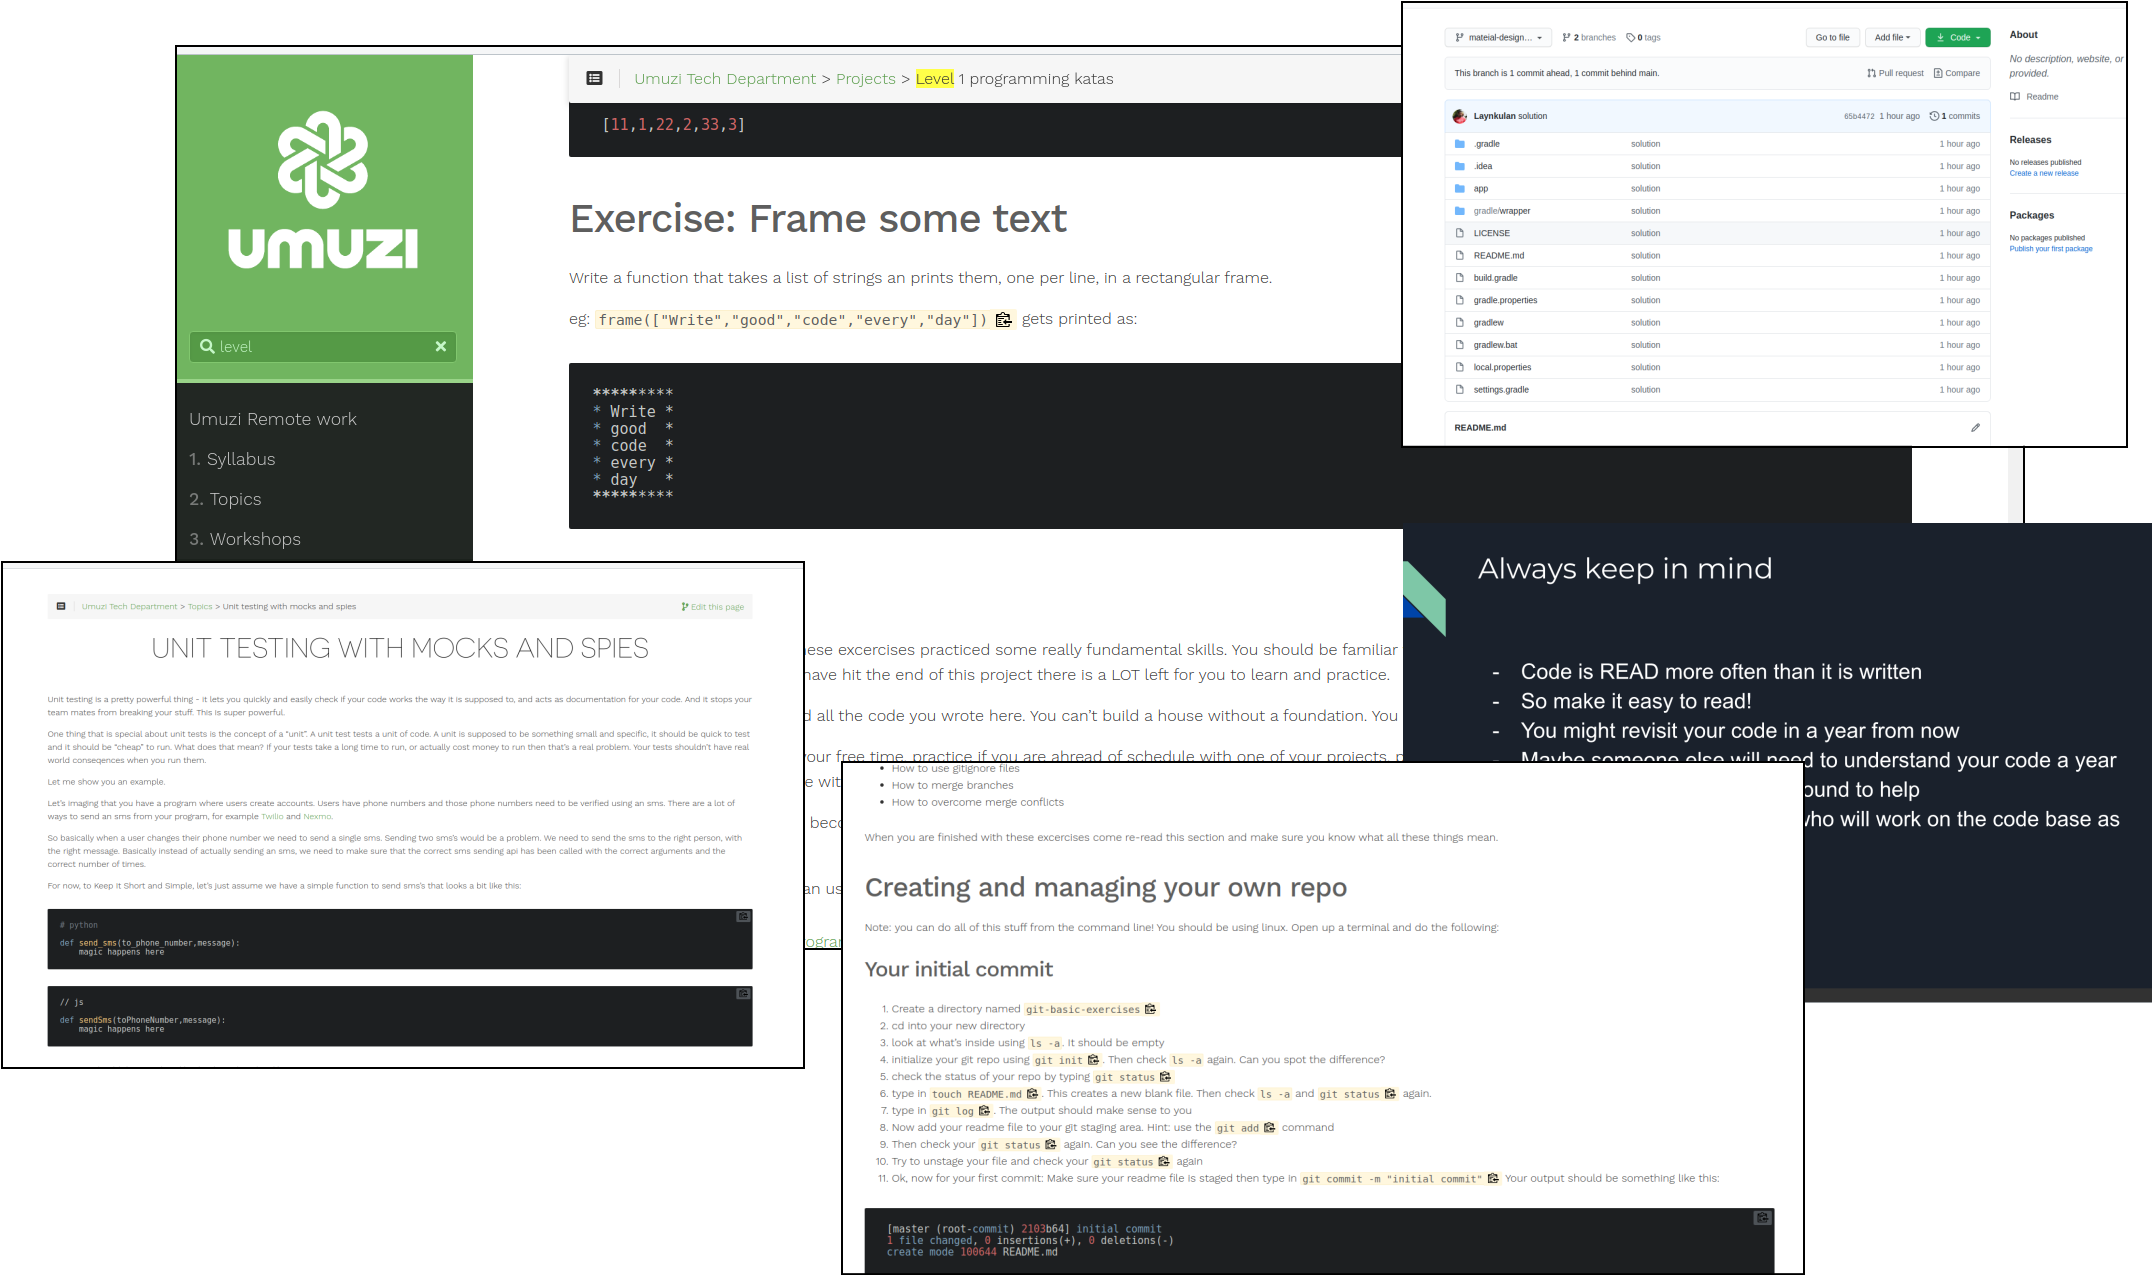 UMUZI
level
Umuzi Remote work
1. Syllabus
2. Topics
3. Workshops
Umuzi Tech Department > Projects > Level 1 programming katas
[11,1,22,2,33,3]
Exercise: Frame some text
Write a function that takes a list of strings an prints them, one per line, in a rectangular frame.
eg: frame(["Write","good","code","every","day"]) gets printed as:
*********
* Write *
* good *
* code *
* every *
* day *
*********
ese excercises practiced some really fundamental skills. You should be familiar
have hit the end of this project there is a LOT left for you to learn and practice.
d all the code you wrote here. You can't build a house without a foundation. You
our free time, practice if you are ahread of schedule with one of your projects, p
e wit
beco
an us
ogran
mateial-design...
2 branches
0 tags
Go to file
Add file
Code
This branch is 1 commit ahead, 1 commit behind main.
Pull request
Compare
Laynkulan solution
65b4472 1 hour ago
1 commits
.gradle solution 1 hour ago
.idea solution 1 hour ago
app solution 1 hour ago
gradle/wrapper solution 1 hour ago
LICENSE solution 1 hour ago
README.md solution 1 hour ago
build.gradle solution 1 hour ago
gradle.properties solution 1 hour ago
gradlew solution 1 hour ago
gradlew.bat solution 1 hour ago
local.properties solution 1 hour ago
settings.gradle solution 1 hour ago
README.md
About
No description, website, or
provided.
Readme
Releases
No releases published
Create a new release
Packages
No packages published
Publish your first package
Umuzi Tech Department > Topics > Unit testing with mocks and spies
Edit this page
UNIT TESTING WITH MOCKS AND SPIES
Unit testing is a pretty powerful thing - it lets you quickly and easily check if your code works the way it is supposed to, and acts as documentation for your code. And it stops your
team mates from breaking your stuff. This is super powerful.
One thing that is special about unit tests is the concept of a "unit". A unit test tests a unit of code. A unit is supposed to be something small and specific, it should be quick to test
and it should be "cheap" to run. What does that mean? If your tests take a long time to run, or actually cost money to run then that's a real problem. Your tests shouldn't have real
world conseqences when you run them.
Let me show you an example.
Let's imaging that you have a program where users create accounts. Users have phone numbers and those phone numbers need to be verified using an sms. There are a lot of
ways to send an sms from your program, for example Twilio and Nexmo.
So basically when a user changes their phone number we need to send a single sms. Sending two sms's would be a problem. We need to send the sms to the right person, with
the right message. Basically instead of actually sending an sms, we need to make sure that the correct sms sending api has been called with the correct arguments and the
correct number of times.
For now, to Keep It Short and Simple, let's just assume we have a simple function to send sms's that looks a bit like this:
# python
def send_sms(to_phone_number,message):
magic happens here
// js
def sendSms(toPhoneNumber,message):
magic happens here
Always keep in mind
- Code is READ more often than it is written
- So make it easy to read!
- You might revisit your code in a year from now
- Maybe someone else will need to understand your code a year
ound to help
who will work on the code base as
• How to use gitignore files
• How to merge branches
• How to overcome merge conflicts
When you are finished with these excercises come re-read this section and make sure you know what all these things mean.
Creating and managing your own repo
Note: you can do all of this stuff from the command line! You should be using linux. Open up a terminal and do the following:
Your initial commit
1. Create a directory named git-basic-exercises
2. cd into your new directory
3. look at what's inside using ls -a. It should be empty
4. initialize your git repo using git init. Then check ls -a again. Can you spot the difference?
5. check the status of your repo by typing git status
6. type in touch README.md. This creates a new blank file. Then check ls -a and git status again.
7. type in git log. The output should make sense to you
8. Now add your readme file to your git staging area. Hint: use the git add command
9. Then check your git status again. Can you see the difference?
10. Try to unstage your file and check your git status again
11. Ok, now for your first commit: Make sure your readme file is staged then type in git commit -m "initial commit" Your output should be something like this:
[master (root-commit) 2103b64] initial commit
1 file changed, 0 insertions(+), 0 deletions(-)
create mode 100644 README.md